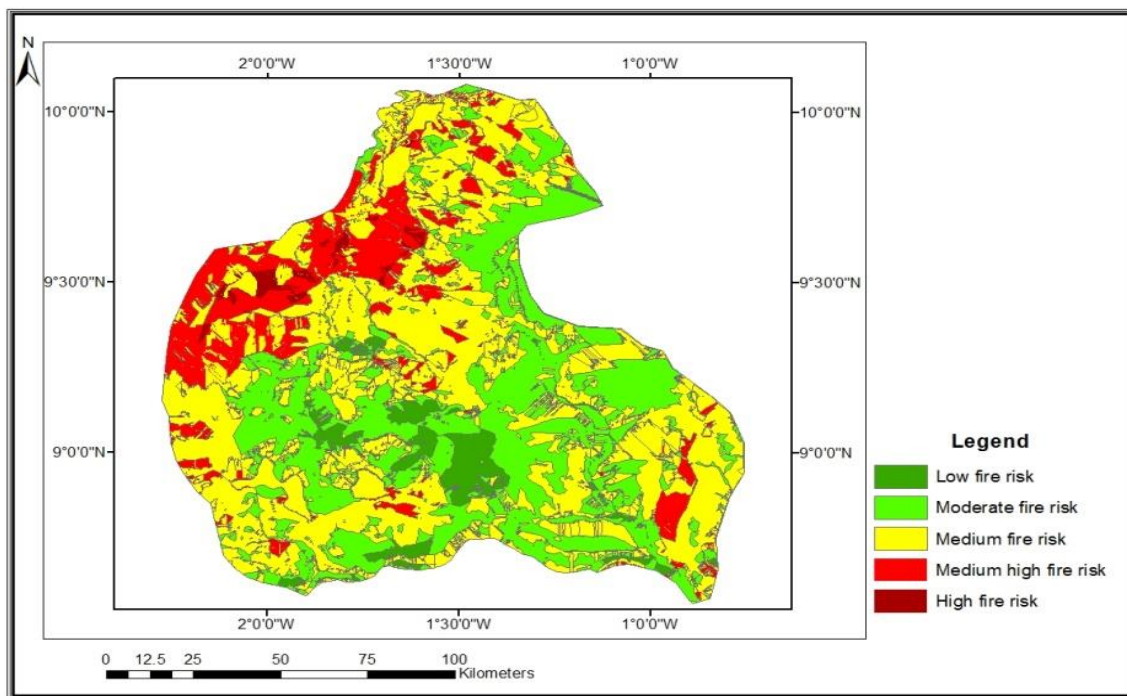 N
2°0'0"W 1°30'0"W 1°0'0"W
10°0'0"N 10°0'0"N
9°30'0"N 9°30'0"N
9°0'0"N 9°0'0"N
2°0'0"W 1°30'0"W 1°0'0"W
0 12.5 25 50 75 100
Kilometers
Legend
Low fire risk
Moderate fire risk
Medium fire risk
Medium high fire risk
High fire risk